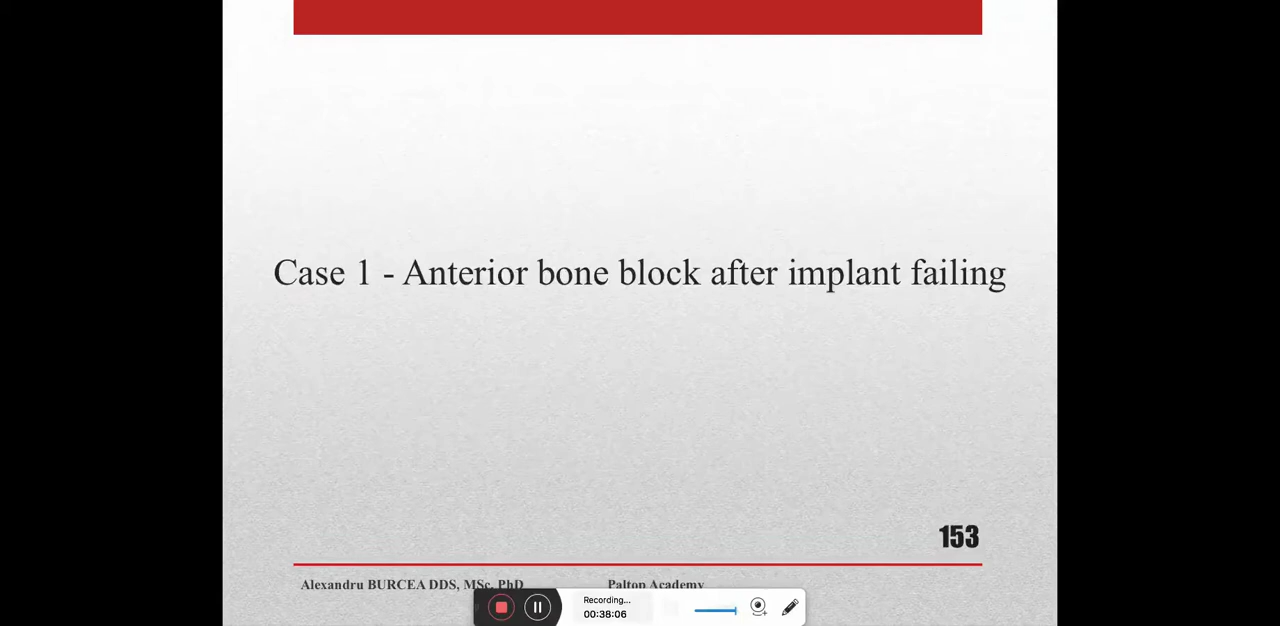 Case 1 - Anterior bone block after implant failing
153
Alexandru BURCEA DDS, MSc, PhD
Palton Academy
Recording...
00:38:06